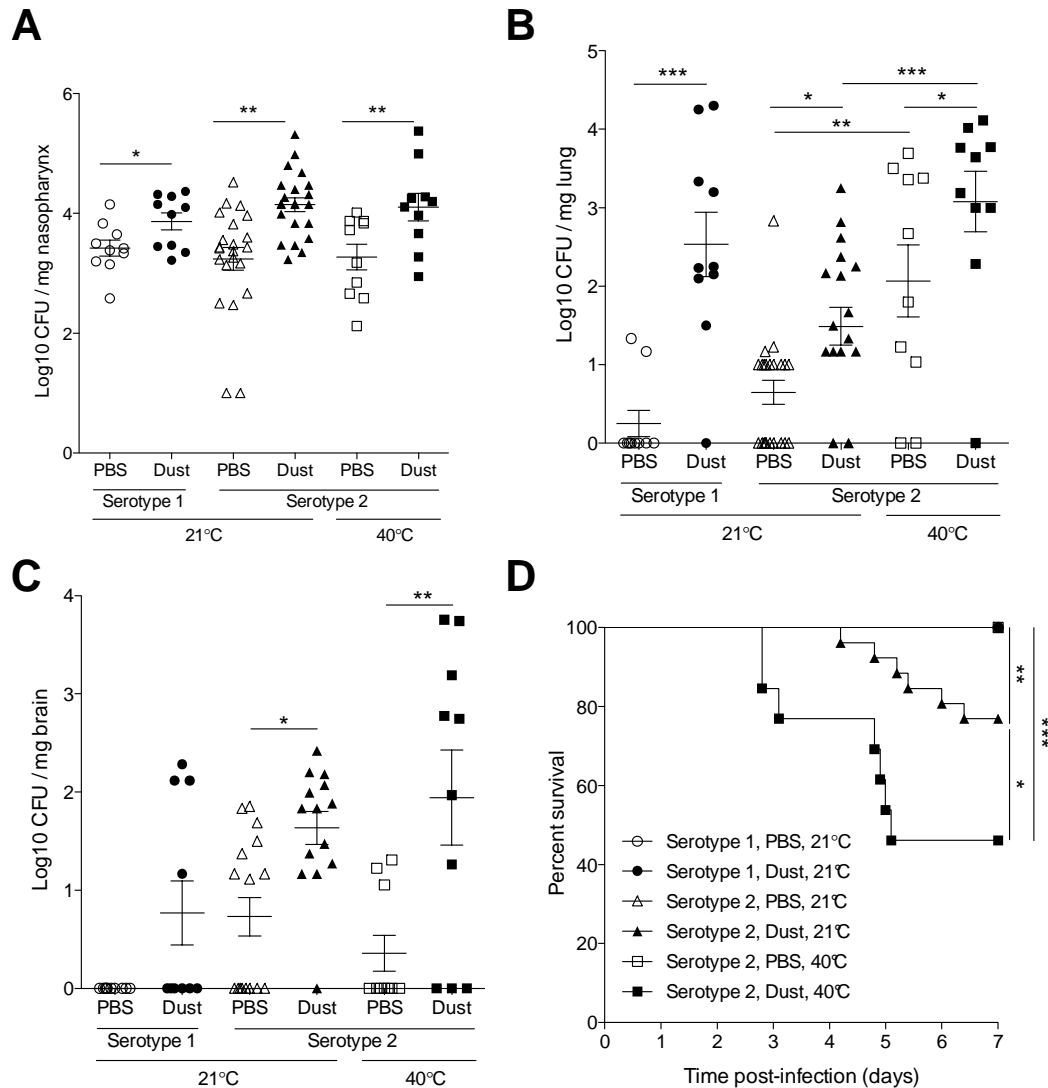 A
Log10 CFU / mg nasopharynx
6
4
2
0
*
**
**
PBS Dust PBS Dust PBS Dust
Serotype 1 Serotype 2
21°C 40°C
B
Log10 CFU / mg lung
5
4
3
2
1
0
***
***
*
*
**
PBS Dust PBS Dust PBS Dust
Serotype 1 Serotype 2
21°C 40°C
C
Log10 CFU / mg brain
4
3
2
1
0
**
*
PBS Dust PBS Dust PBS Dust
Serotype 1 Serotype 2
21°C 40°C
D
Percent survival
100
80
60
40
20
0
**
***
*
Serotype 1, PBS, 21°C
Serotype 1, Dust, 21°C
Serotype 2, PBS, 21°C
Serotype 2, Dust, 21°C
Serotype 2, PBS, 40°C
Serotype 2, Dust, 40°C
0 1 2 3 4 5 6 7
Time post-infection (days)